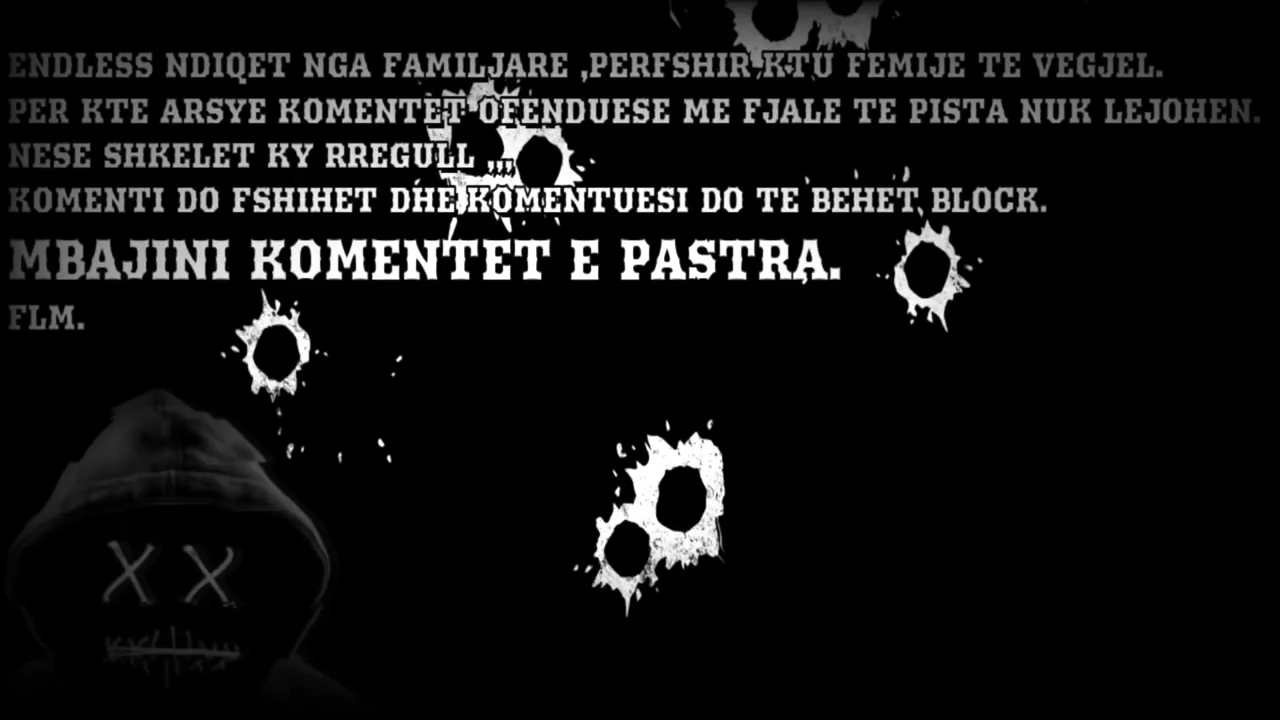 ENDLESS NDIQET NGA FAMILJARE ,PERFSHIR KTU FEMIJE TE VEGJEL.
PER KTE ARSYE KOMENTET OFENDUESE ME FJALE TE PISTA NUK LEJOHEN.
NESE SHKELET KY RREGULL ,,,,
KOMENTI DO FSHIHET DHE KOMENTUESI DO TE BEHET BLOCK.
MBAJINI KOMENTET E PASTRA.
FLM.